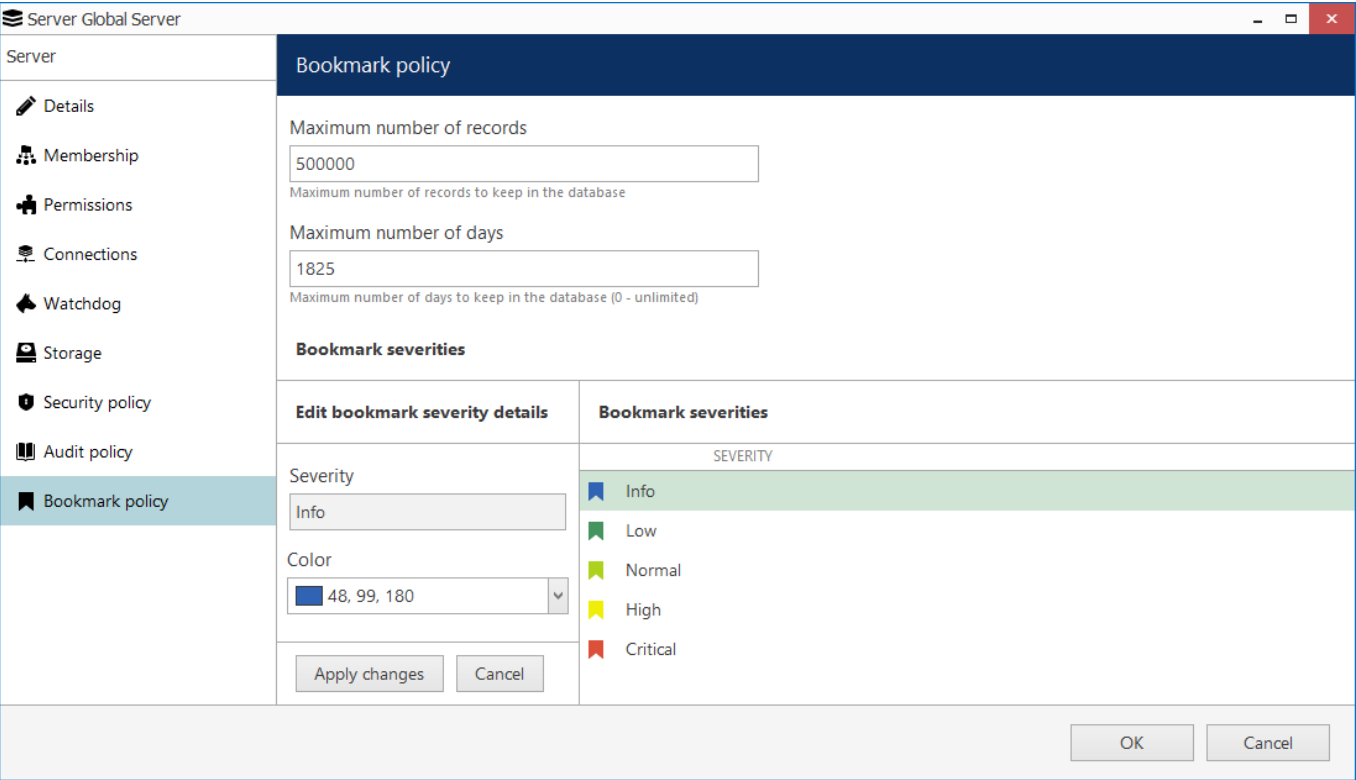 Server Global Server
Server
Details
Membership
Permissions
Connections
Watchdog
Storage
Security policy
Audit policy
Bookmark policy
Bookmark policy
Maximum number of records
500000
Maximum number of records to keep in the database
Maximum number of days
1825
Maximum number of days to keep in the database (0 - unlimited)
Bookmark severities
Edit bookmark severity details
Severity
Info
Color
48, 99, 180
Apply changes Cancel
Bookmark severities
SEVERITY
Info
Low
Normal
High
Critical
OK Cancel